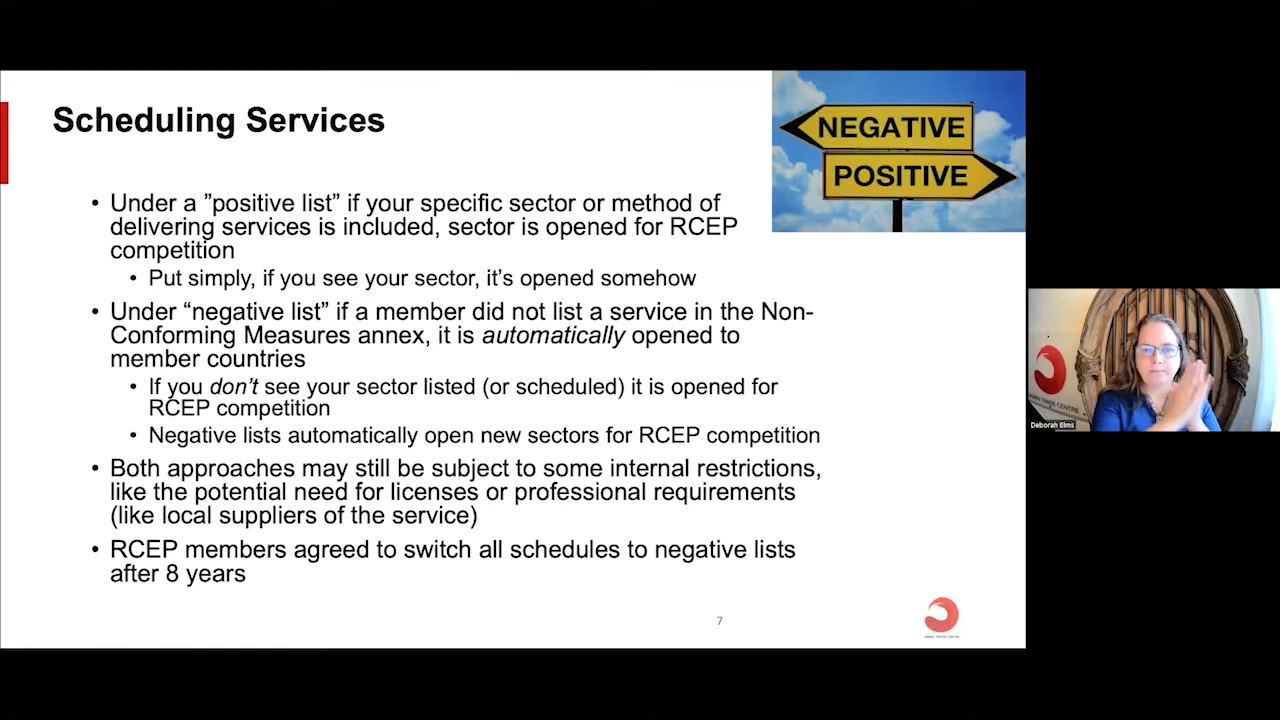 Scheduling Services
NEGATIVE
POSITIVE
• Under a ”positive list” if your specific sector or method of
delivering services is included, sector is opened for RCEP
competition
• Put simply, if you see your sector, it’s opened somehow
• Under “negative list” if a member did not list a service in the Non-
Conforming Measures annex, it is automatically opened to
member countries
• If you don’t see your sector listed (or scheduled) it is opened for
RCEP competition
• Negative lists automatically open new sectors for RCEP competition
• Both approaches may still be subject to some internal restrictions,
like the potential need for licenses or professional requirements
(like local suppliers of the service)
• RCEP members agreed to switch all schedules to negative lists
after 8 years
7
ASIAN TRADE CENTRE
TRADE CENTRE
Deborah Elms